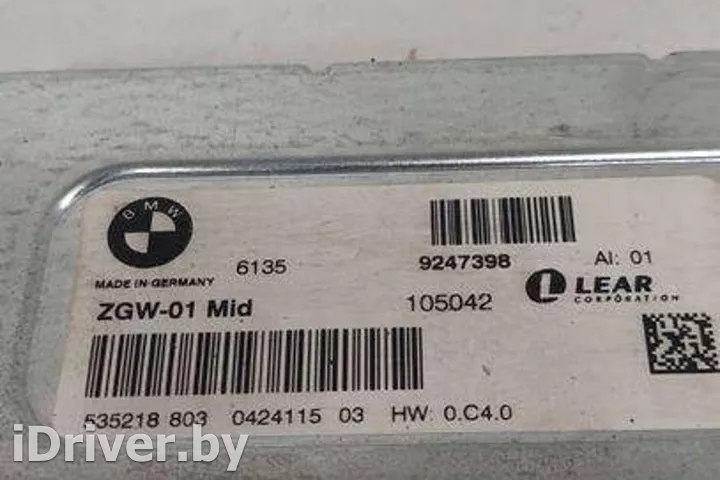 BMW
MADE IN GERMANY 6135 9247398 AI: 01
ZGW-01 Mid 105042 LEAR
CORPORATION
535218 803 0424115 03 HW: 0.C4.0
iDriver.by